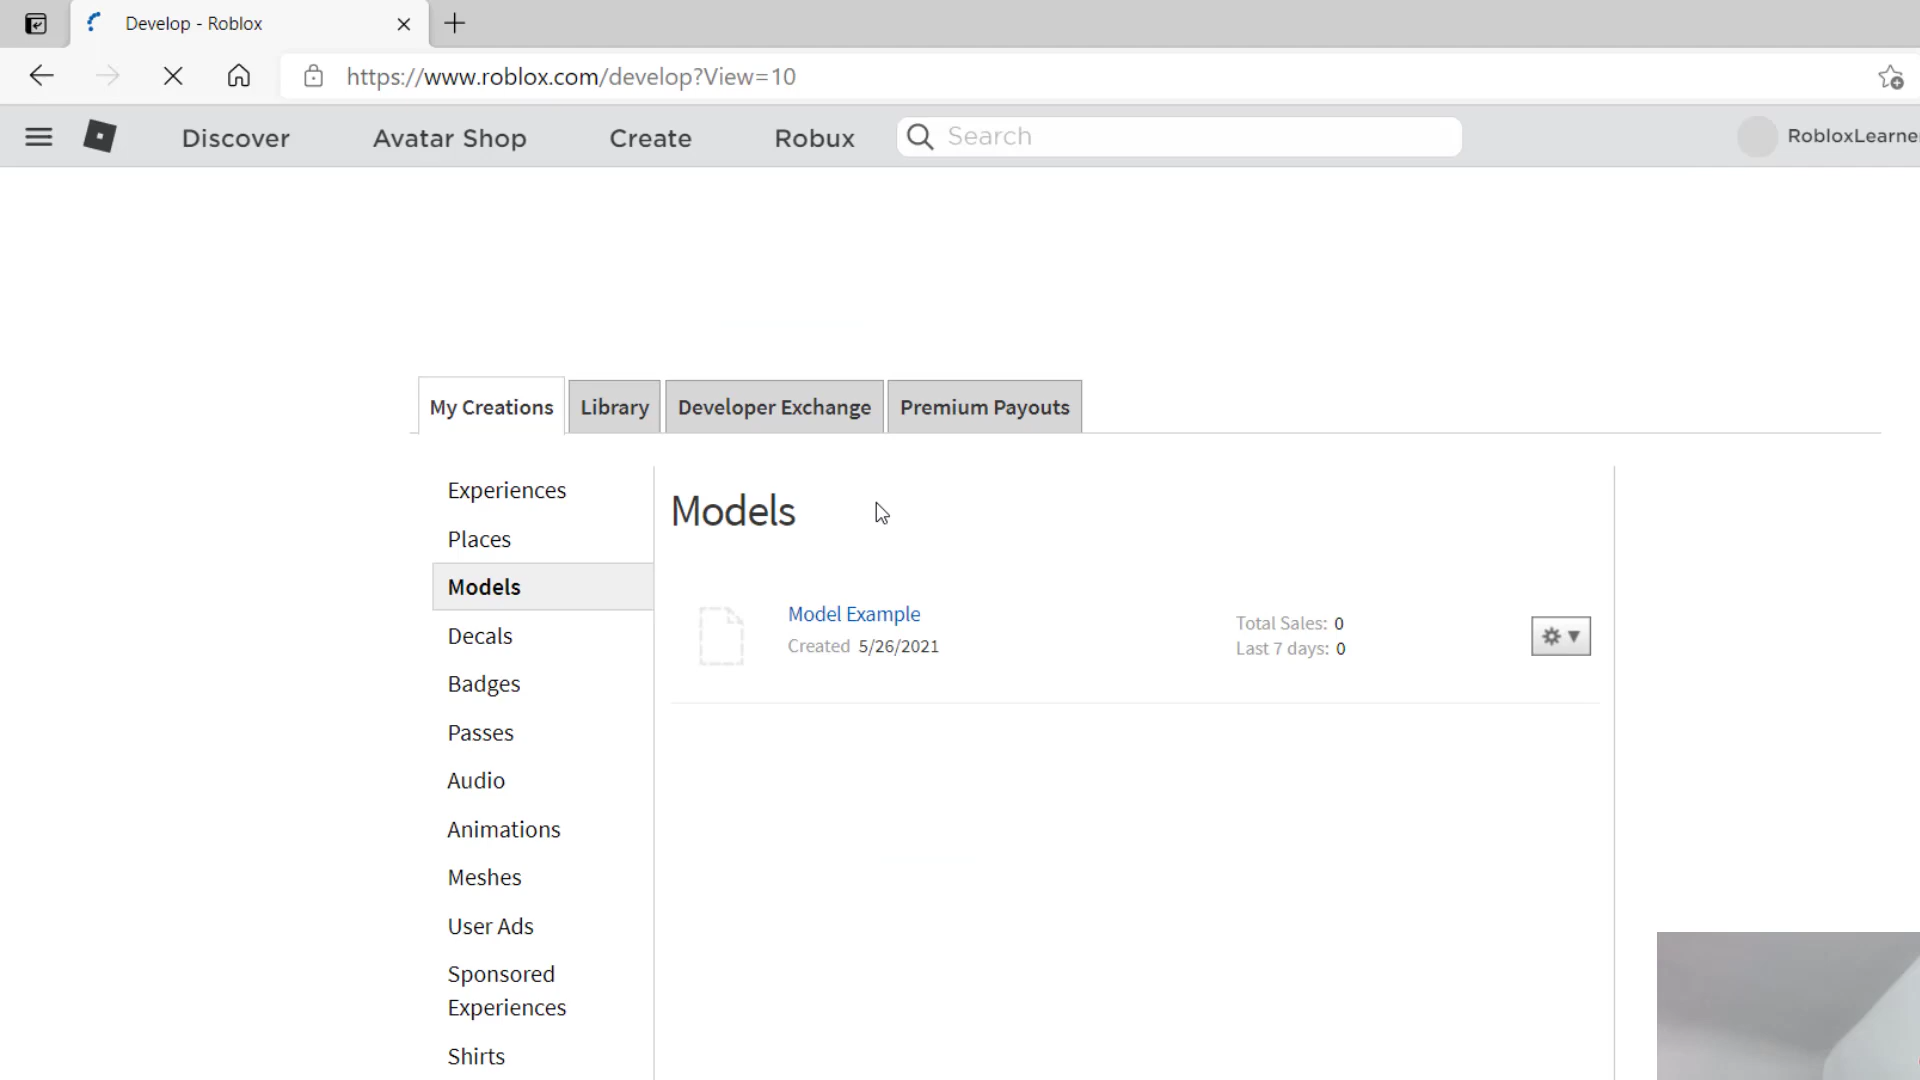 Develop - Roblox
https://www.roblox.com/develop?View=10
Discover
Avatar Shop
Create
Robux
Search
RobloxLearne
My Creations
Library
Developer Exchange
Premium Payouts
Experiences
Places
Models
Decals
Badges
Passes
Audio
Animations
Meshes
User Ads
Sponsored
Experiences
Shirts
Models
Model Example
Created 5/26/2021
Total Sales: 0
Last 7 days: 0